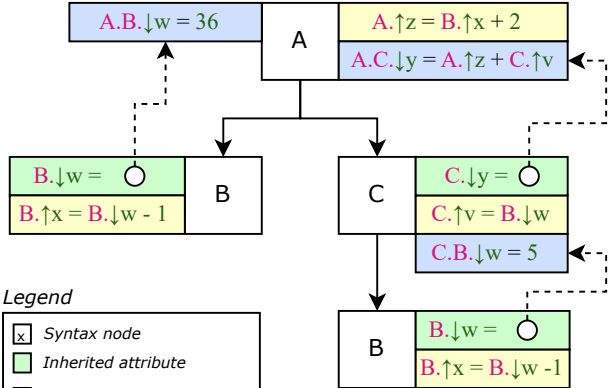 A.B.↓w = 36
A
A.↑z = B.↑x + 2
A.C.↓y = A.↑z + C.↑v
B.↓w =
B
B.↑x = B.↓w - 1
C
C.↓y =
C.↑v = B.↓w
C.B.↓w = 5
Legend
x Syntax node
Inherited attribute
B
B.↓w =
B.↑x = B.↓w -1